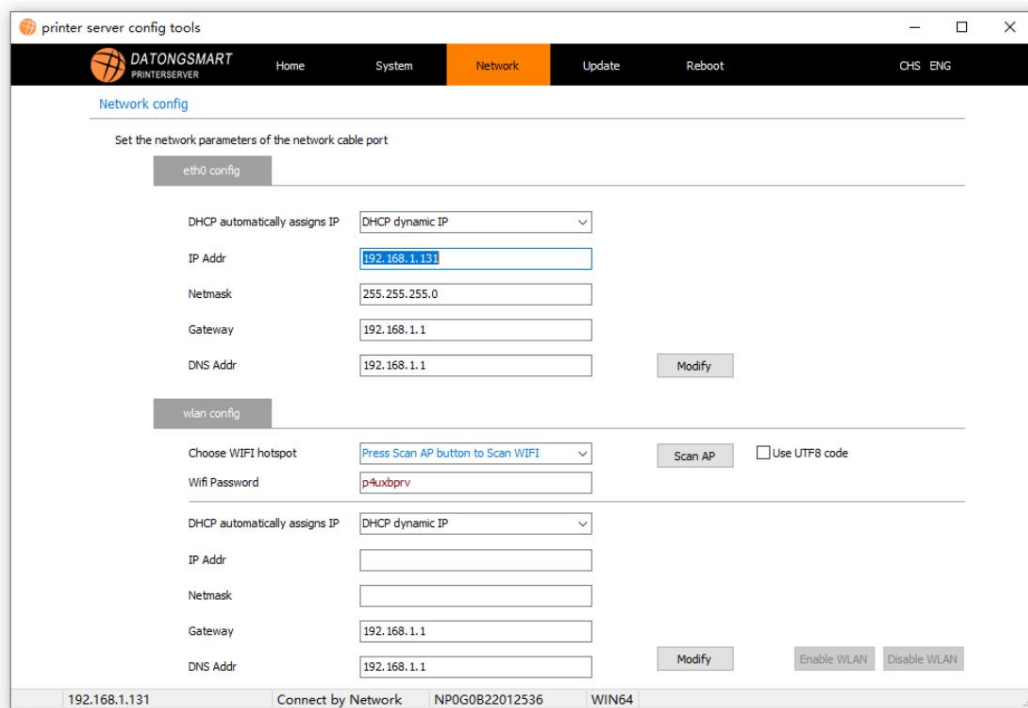 printer server config tools
DATONGSMART
PRINTERSERVER
Home System Network Update Reboot CHS ENG
Network config
Set the network parameters of the network cable port
eth0 config
DHCP automatically assigns IP DHCP dynamic IP
IP Addr 192.168.1.131
Netmask 255.255.255.0
Gateway 192.168.1.1
DNS Addr 192.168.1.1 Modify
wlan config
Choose WIFI hotspot Press Scan AP button to Scan WIFI Scan AP Use UTF8 code
Wifi Password p4uxbprv
DHCP automatically assigns IP DHCP dynamic IP
IP Addr
Netmask
Gateway 192.168.1.1
DNS Addr 192.168.1.1 Modify Enable WLAN Disable WLAN
192.168.1.131 Connect by Network NP0G0B22012536 WIN64